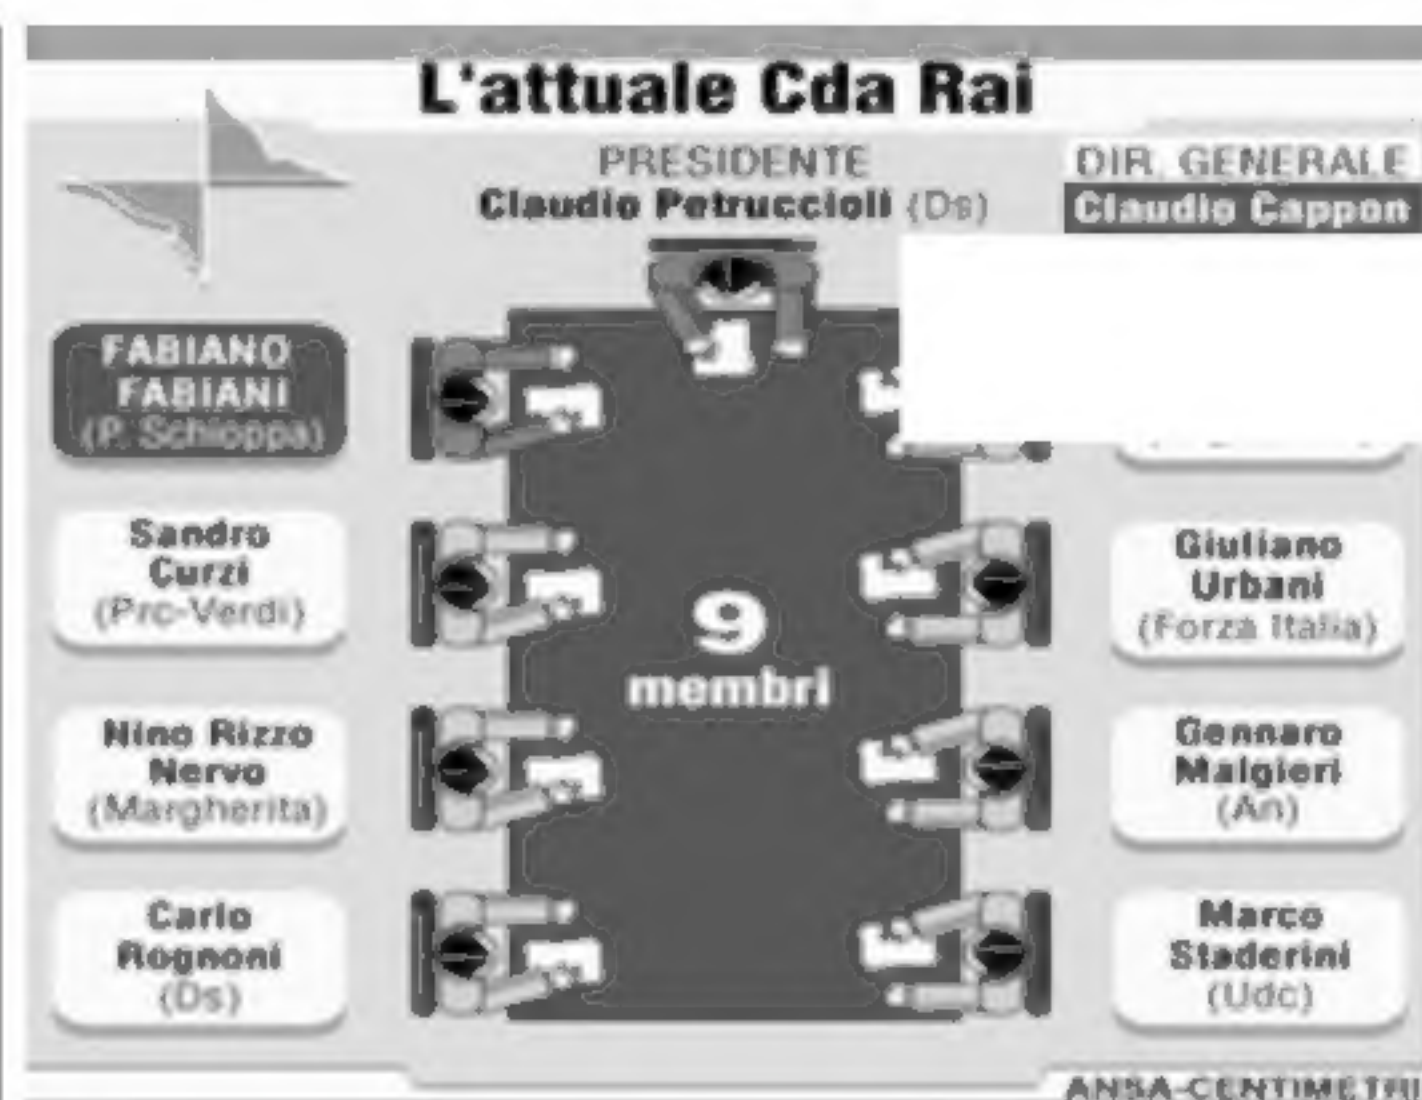 L'attuale Cda Rai
PRESIDENTE
Claudio Petruccioli (Ds)
DIR. GENERALE
Claudio Cappon
FABIANO
FABIANI
(P. Schioppa)
Sandro
Curzi
(Prc-Verdi)
Nino Rizzo
Nervo
(Margherita)
Carlo
Rognoni
(Ds)
9
membri
Giuliano
Urbani
(Forza Italia)
Gennaro
Malgieri
(An)
Marco
Staderini
(Udc)
ANSA-CENTIMETRI